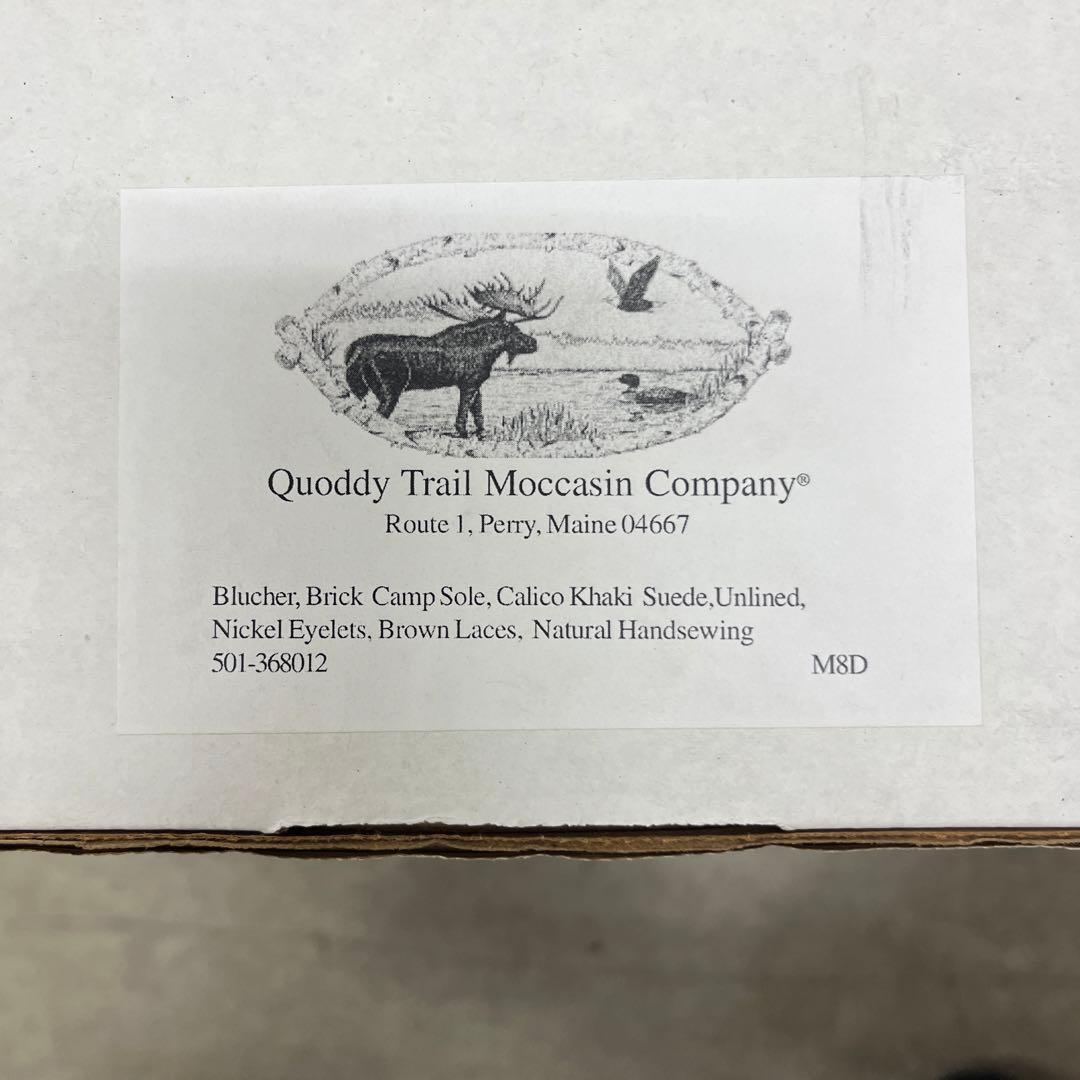 Quoddy Trail Moccasin Company®
Route 1, Perry, Maine 04667
Blucher, Brick Camp Sole, Calico Khaki Suede,Unlined,
Nickel Eyelets, Brown Laces, Natural Handsewing
501-368012 M8D